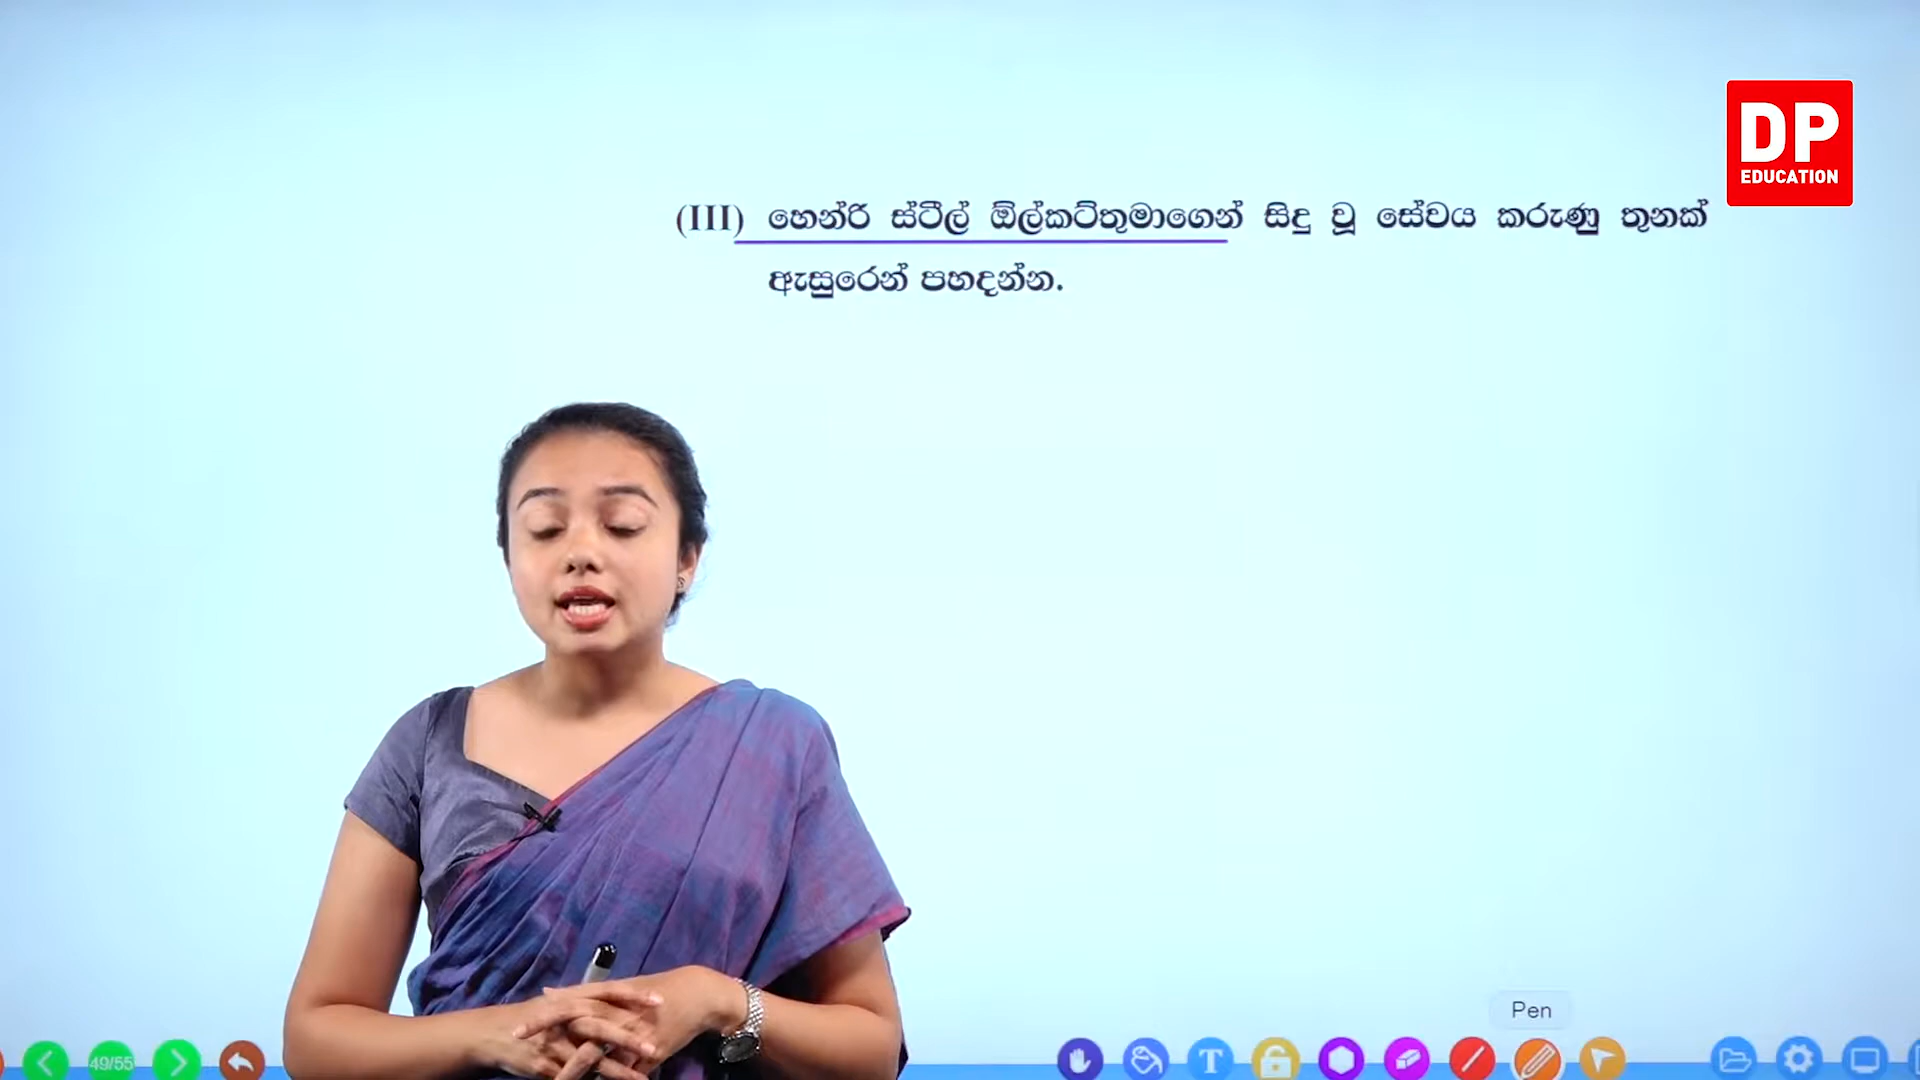 DP
EDUCATION
(III) හෙන්රි ස්ටීල් ඕල්කට්තුමාගෙන් සිදු වූ සේවය කරුණු තුනක්
ඇසුරෙන් පහදන්න.
Pen
49/55
T